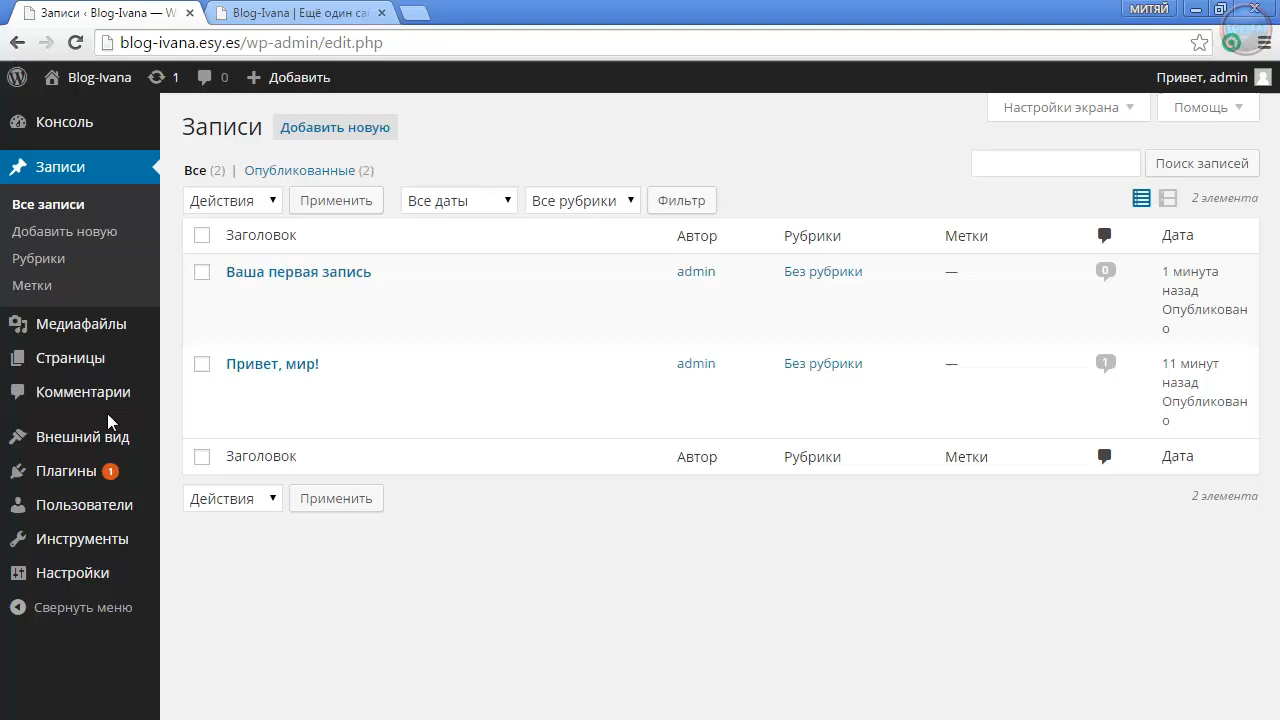 Записи ‹ Blog-Ivana — W
Blog-Ivana | Ещё один са
МИТЯЙ
blog-ivana.esy.es/wp-admin/edit.php
Blog-Ivana 1 0 Добавить
Привет, admin
Консоль
Записи
Все записи
Добавить новую
Рубрики
Метки
Медиафайлы
Страницы
Комментарии
Внешний вид
Плагины 1
Пользователи
Инструменты
Настройки
Свернуть меню
Настройки экрана
Помощь
Записи
Добавить новую
Все (2) | Опубликованные (2)
Поиск записей
Действия Применить Все даты Все рубрики Фильтр
2 элемента
Заголовок Автор Рубрики Метки Дата
Ваша первая запись admin Без рубрики — 0 1 минута
назад
Опубликован
о
Привет, мир! admin Без рубрики — 1 11 минут
назад
Опубликован
о
Заголовок Автор Рубрики Метки Дата
Действия Применить
2 элемента